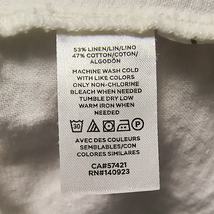 53% LINEN/LIN/LINO
47% COTTON/COTON/
ALGODÓN
MACHINE WASH COLD
WITH LIKE COLORS
ONLY NON-CHLORINE
BLEACH WHEN NEEDED
TUMBLE DRY LOW
WARM IRON WHEN
NEEDED
30
AVEC DES COULEURS
SEMBLABLES/CON
COLORES SIMILARES
CA#57421
RN#140923